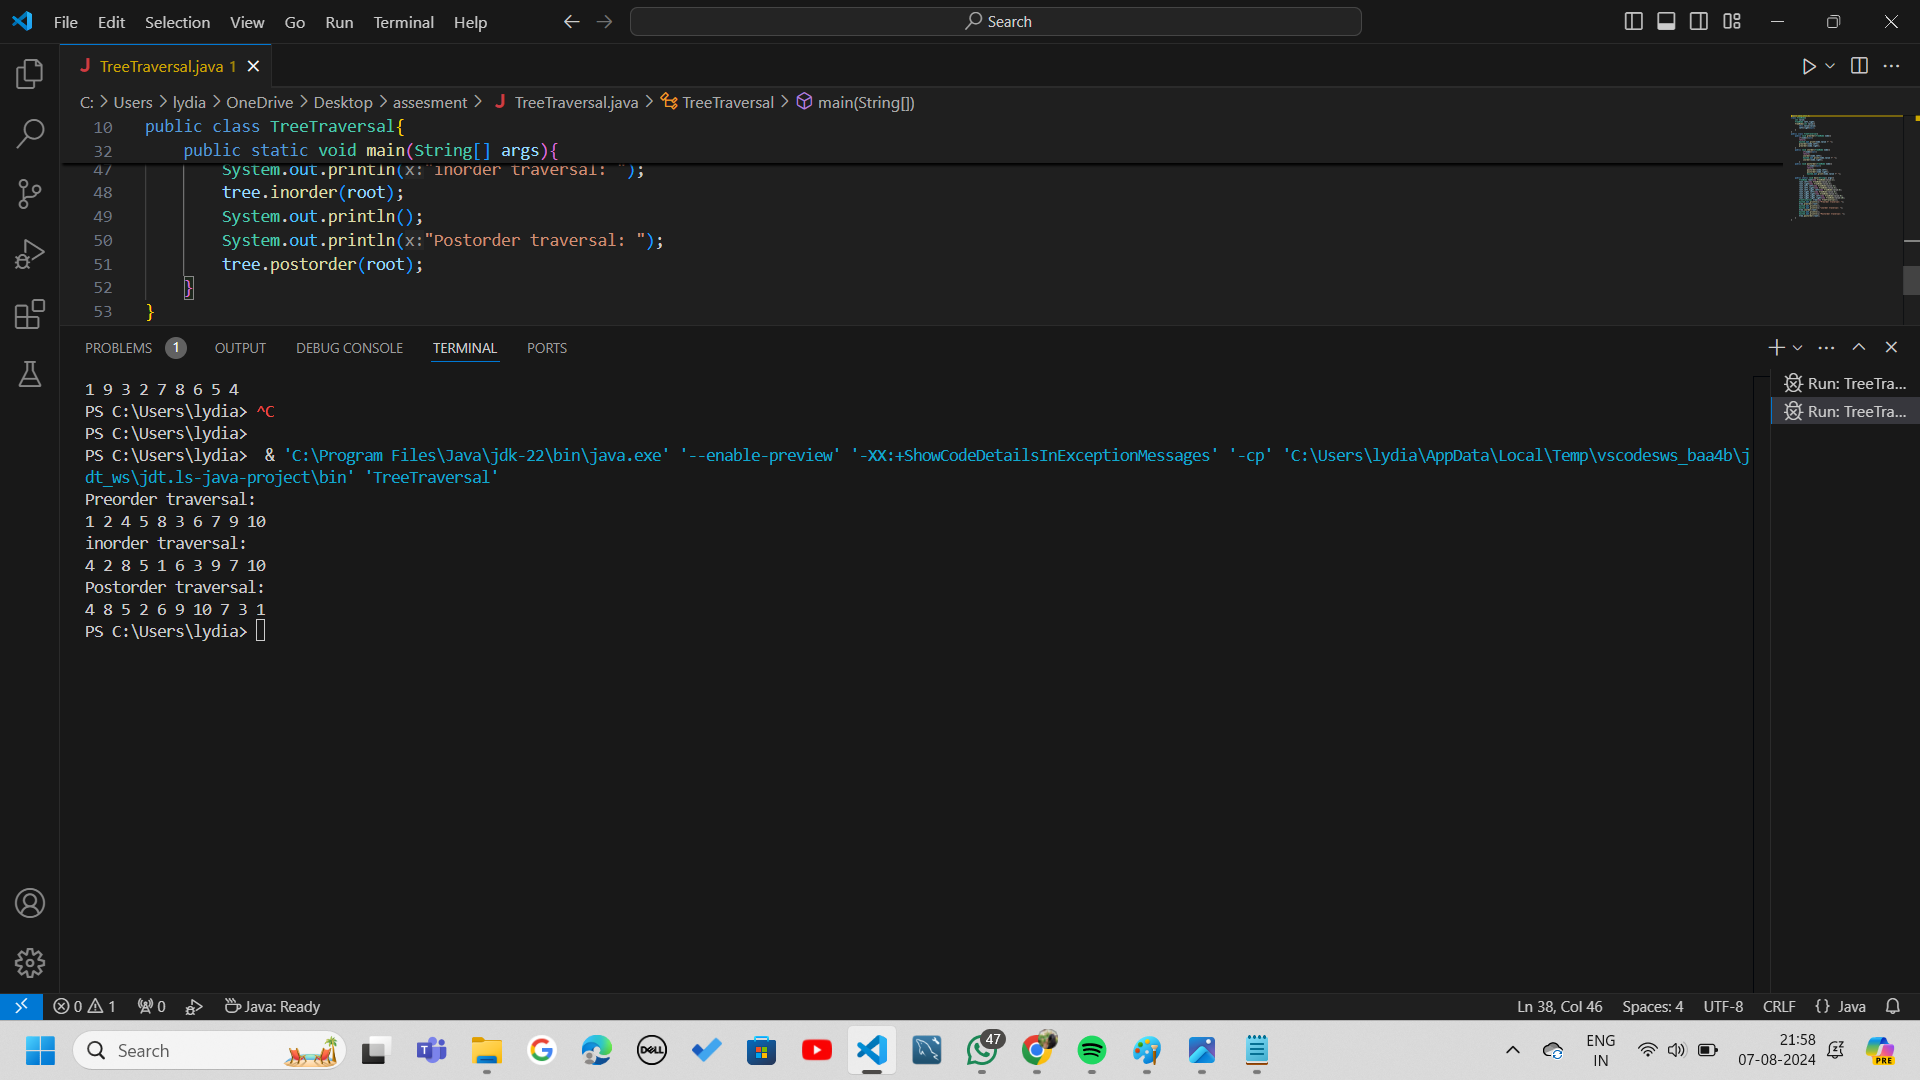 File Edit Selection View Go Run Terminal Help
Search
TreeTraversal.java 1
C: > Users > lydia > OneDrive > Desktop > assesment > TreeTraversal.java > TreeTraversal > main(String[])
10 public class TreeTraversal{
32 public static void main(String[] args){
47 System.out.println(x:"inorder traversal: ");
48 tree.inorder(root);
49 System.out.println();
50 System.out.println(x:"Postorder traversal: ");
51 tree.postorder(root);
52 }
53 }
PROBLEMS 1 OUTPUT DEBUG CONSOLE TERMINAL PORTS
1 9 3 2 7 8 6 5 4
PS C:\Users\lydia> ^C
PS C:\Users\lydia>
PS C:\Users\lydia> & 'C:\Program Files\Java\jdk-22\bin\java.exe' '--enable-preview' '-XX:+ShowCodeDetailsInExceptionMessages' '-cp' 'C:\Users\lydia\AppData\Local\Temp\vscodesws_baa4b\j
dt_ws\jdt.ls-java-project\bin' 'TreeTraversal'
Preorder traversal:
1 2 4 5 8 3 6 7 9 10
inorder traversal:
4 2 8 5 1 6 3 9 7 10
Postorder traversal:
4 8 5 2 6 9 10 7 3 1
PS C:\Users\lydia>
Run: TreeTra...
Run: TreeTra...
0 1 0 Java: Ready
Ln 38, Col 46 Spaces: 4 UTF-8 CRLF {} Java
Search
DELL
47
ENG
IN
21:58
07-08-2024
PRE